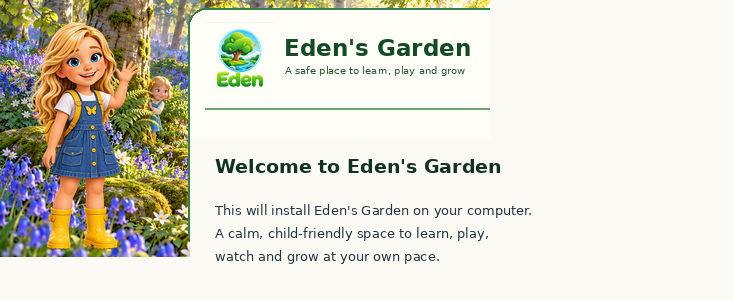 Eden
Eden's Garden
A safe place to learn, play and grow
Welcome to Eden's Garden
This will install Eden's Garden on your computer.
A calm, child-friendly space to learn, play,
watch and grow at your own pace.